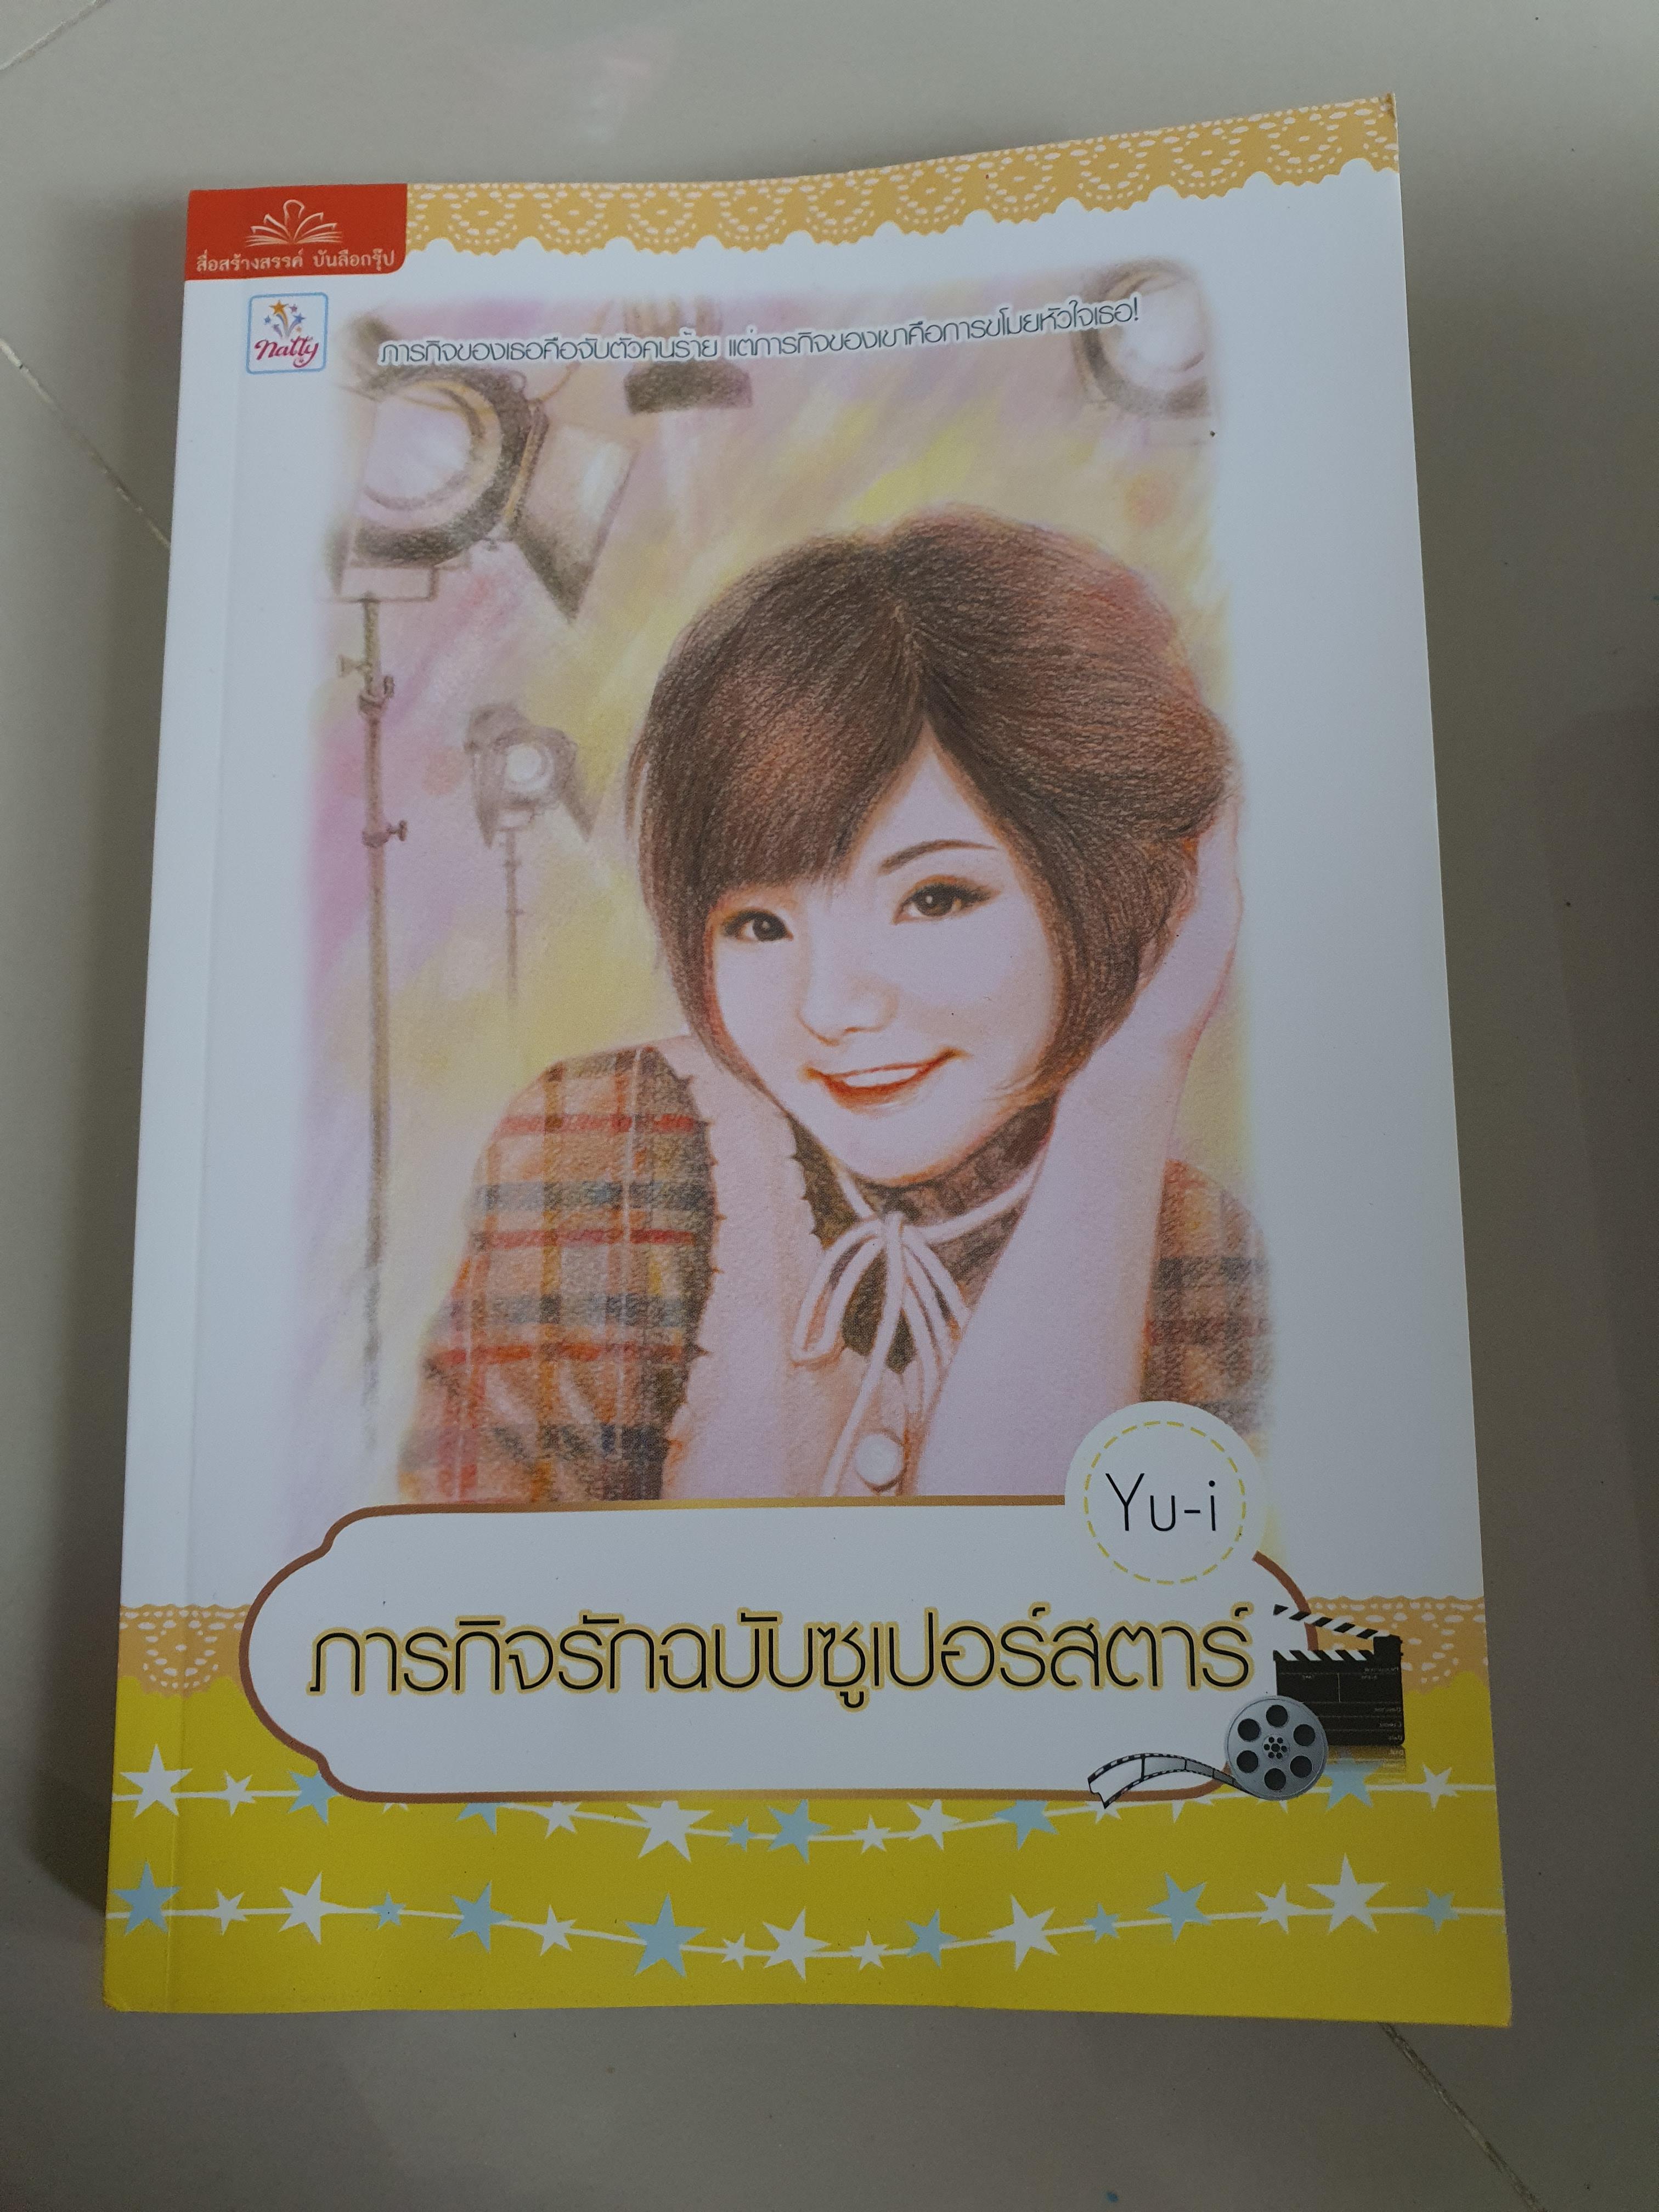 สื่อสร้างสรรค์ บันลือกรุ๊ป
natty
ภารกิจของเธอคือจับตัวคนร้าย แต่ภารกิจของเขาคือการขโมยหัวใจเธอ!
Yu-i
ภารกิจรักฉบับซูเปอร์สตาร์